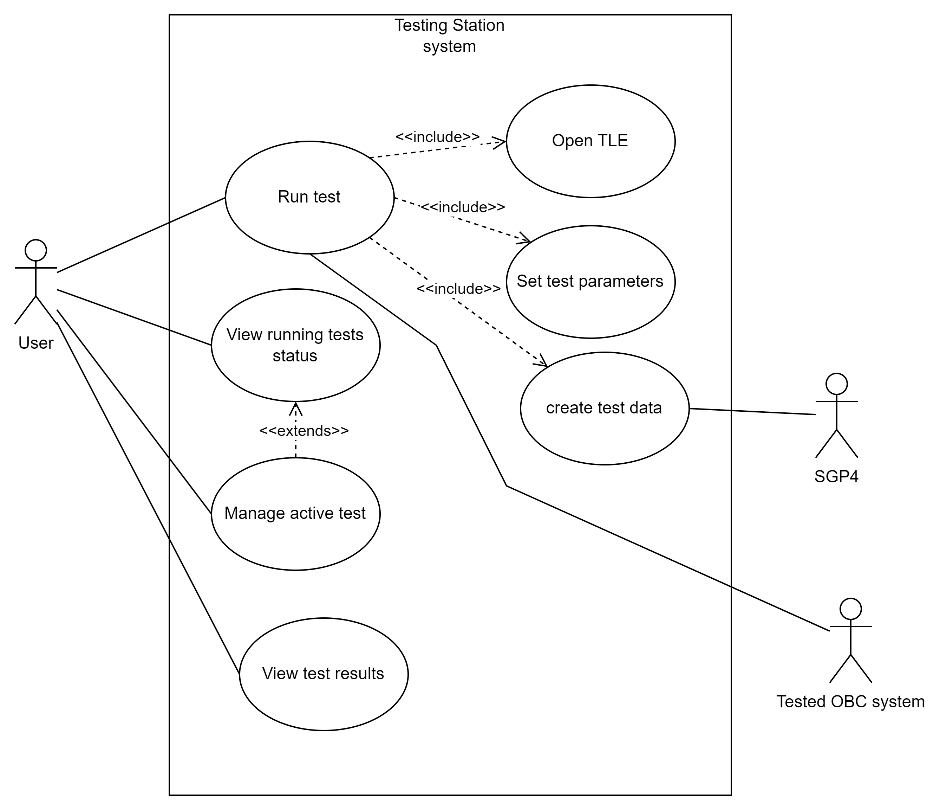 Testing Station
system
<<include>>
Open TLE
Run test
<<include>>
Set test parameters
<<include>>
User
View running tests
status
create test data
<<extends>>
SGP4
Manage active test
View test results
Tested OBC system